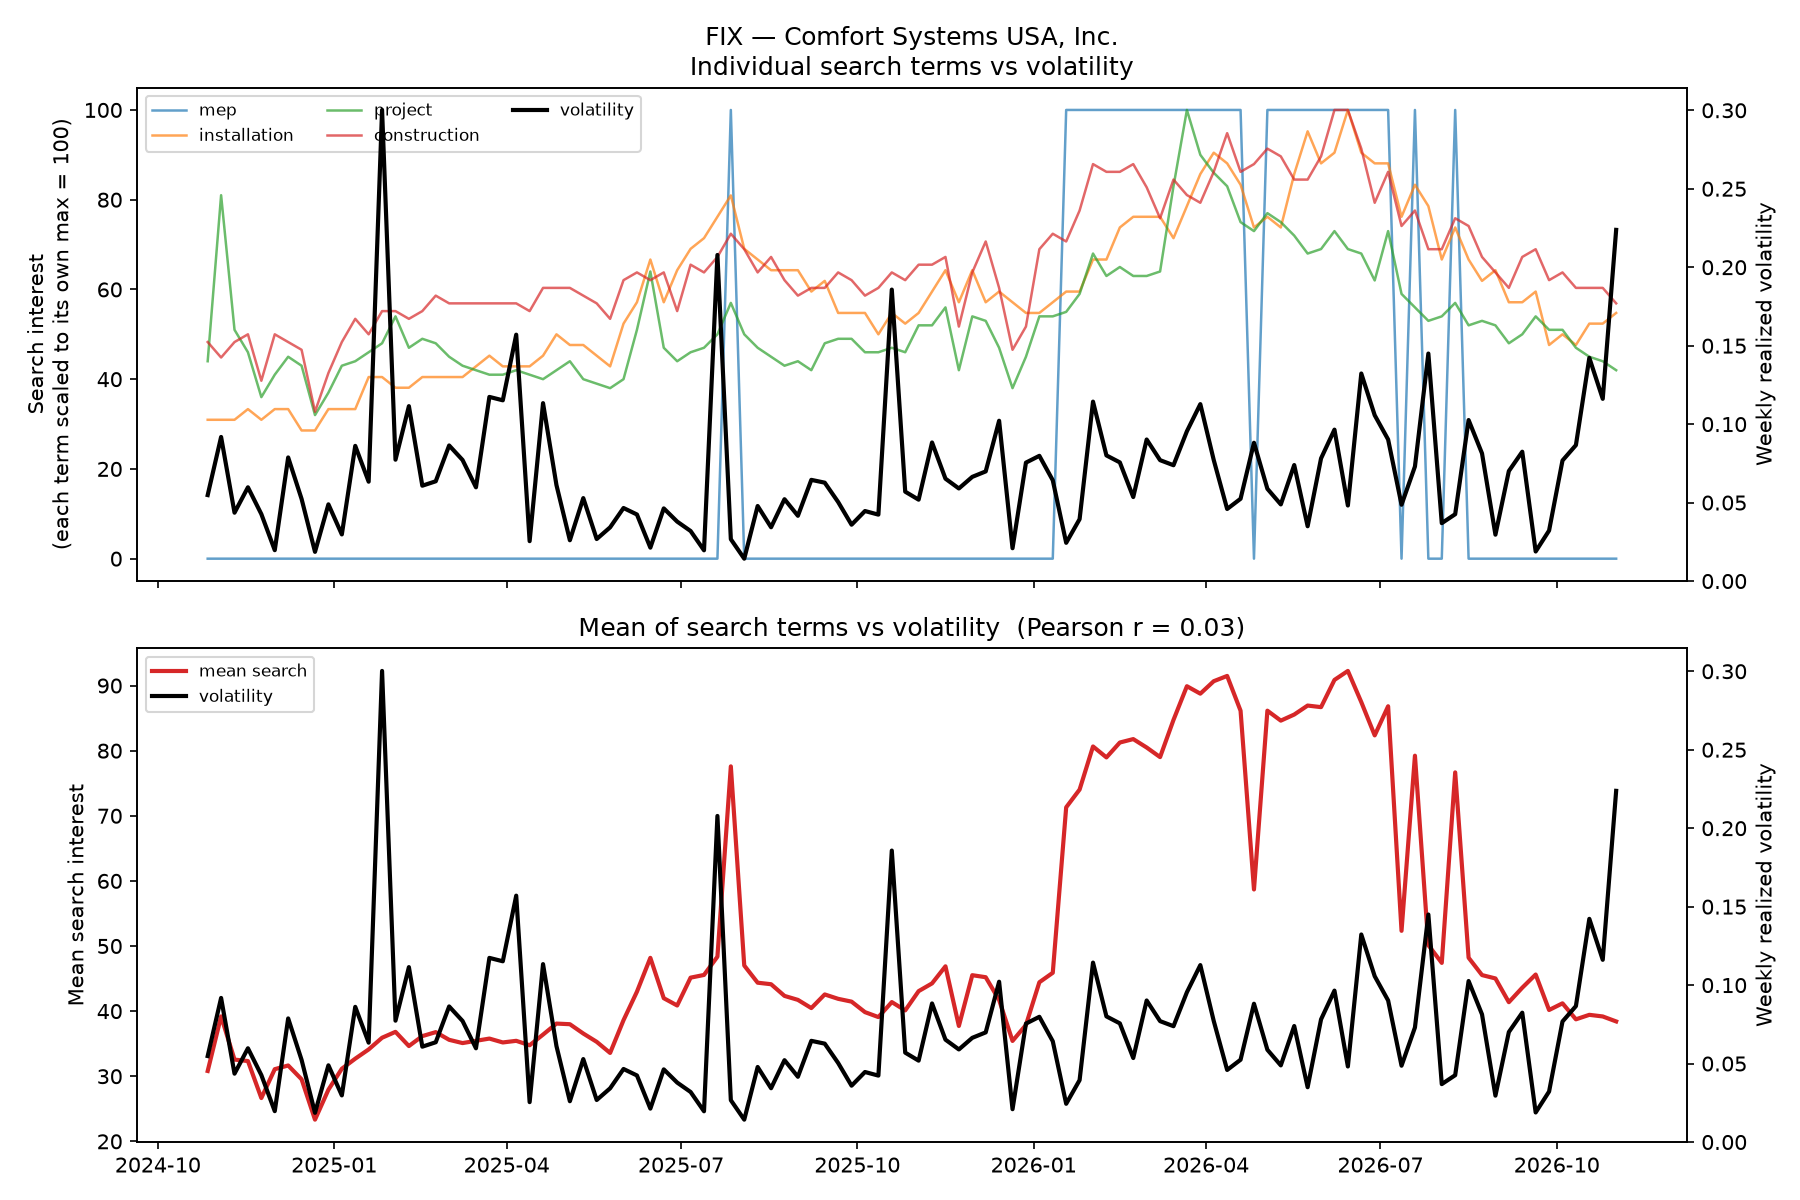 FIX — Comfort Systems USA, Inc.
Individual search terms vs volatility
mep
installation
project
construction
volatility
Search interest
(each term scaled to its own max = 100)
100
80
60
40
20
0
Weekly realized volatility
0.30
0.25
0.20
0.15
0.10
0.05
0.00
Mean of search terms vs volatility (Pearson r = 0.03)
mean search
volatility
Mean search interest
90
80
70
60
50
40
30
20
Weekly realized volatility
0.30
0.25
0.20
0.15
0.10
0.05
0.00
2024-10 2025-01 2025-04 2025-07 2025-10 2026-01 2026-04 2026-07 2026-10